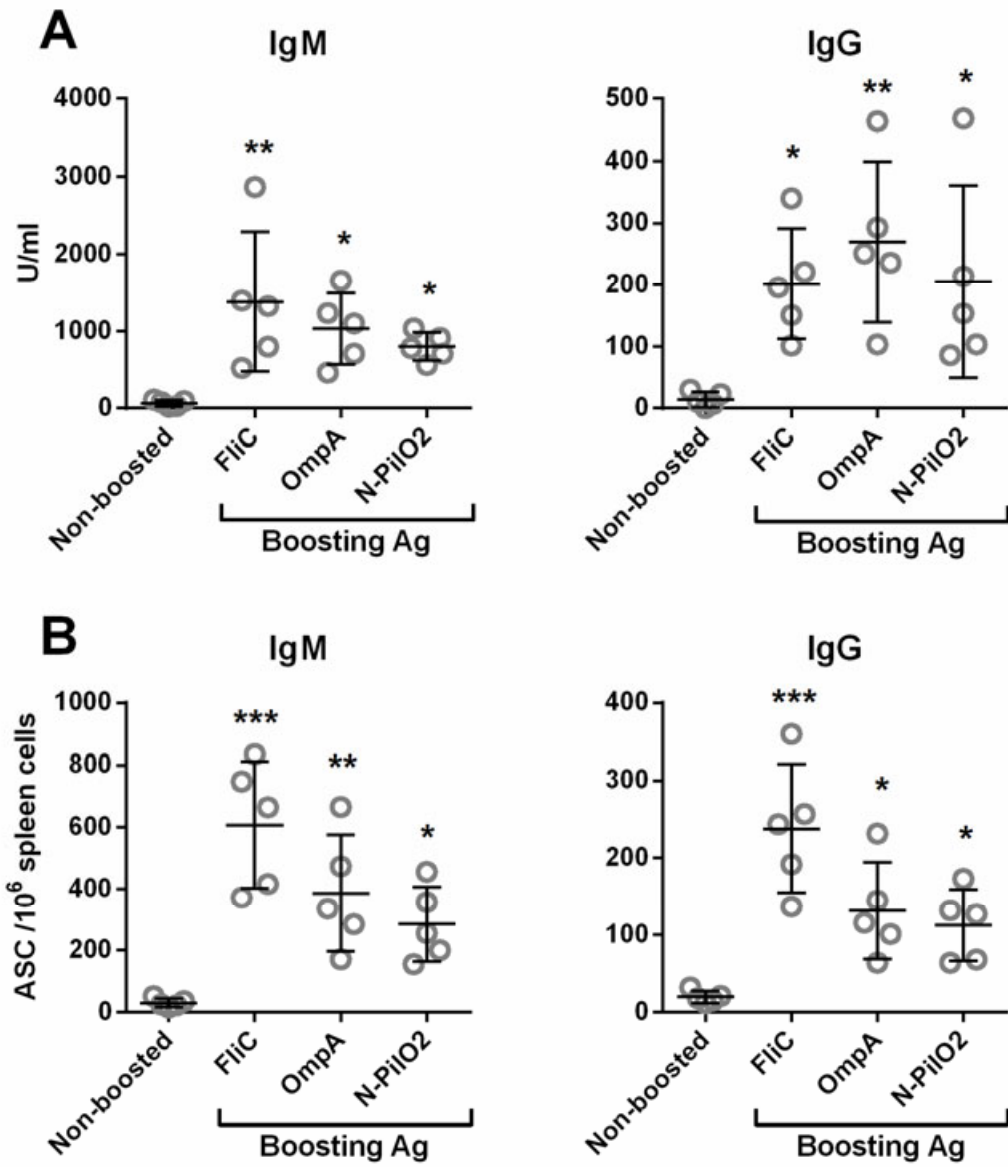 A
IgM
IgG
4000
3000
2000
1000
0
U/ml
**
*
*
Non-boosted
FliC
OmpA
N-PilO2
Boosting Ag
500
400
300
200
100
0
*
**
*
Non-boosted
FliC
OmpA
N-PilO2
Boosting Ag
B
IgM
IgG
1000
800
600
400
200
0
ASC /10⁶ spleen cells
***
**
*
Non-boosted
FliC
OmpA
N-PilO2
Boosting Ag
400
300
200
100
0
***
*
*
Non-boosted
FliC
OmpA
N-PilO2
Boosting Ag